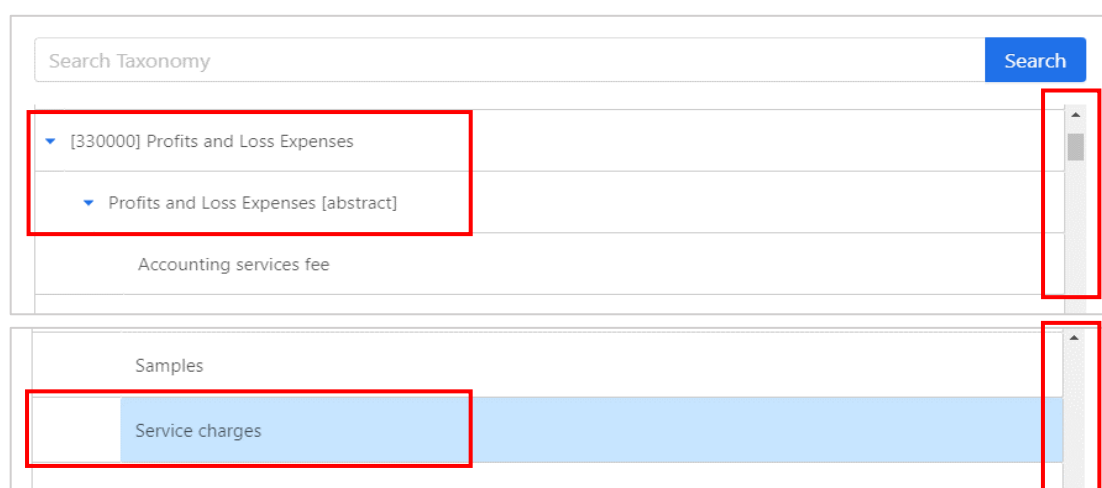 Search Taxonomy
Search
[330000] Profits and Loss Expenses
Profits and Loss Expenses [abstract]
Accounting services fee
Samples
Service charges